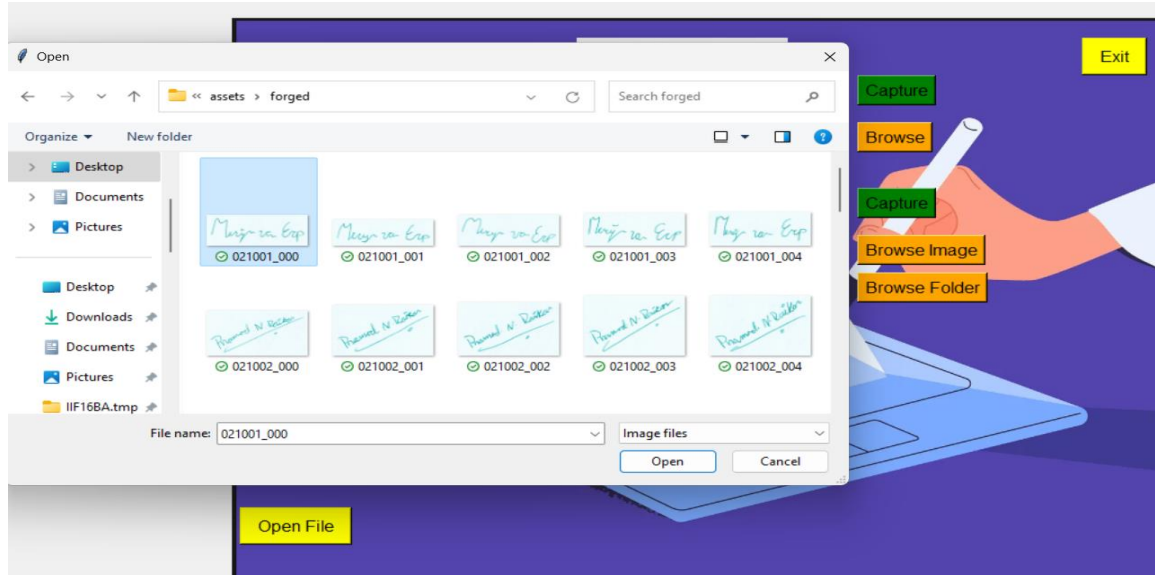 Open
Exit
« assets > forged
Search forged
Capture
Organize
New folder
Browse
Desktop
Documents
Pictures
021001_000
021001_001
021001_002
021001_003
021001_004
Capture
Browse Image
Browse Folder
Desktop
Downloads
Documents
Pictures
IIF16BA.tmp
021002_000
021002_001
021002_002
021002_003
021002_004
File name: 021001_000
Image files
Open
Cancel
Open File